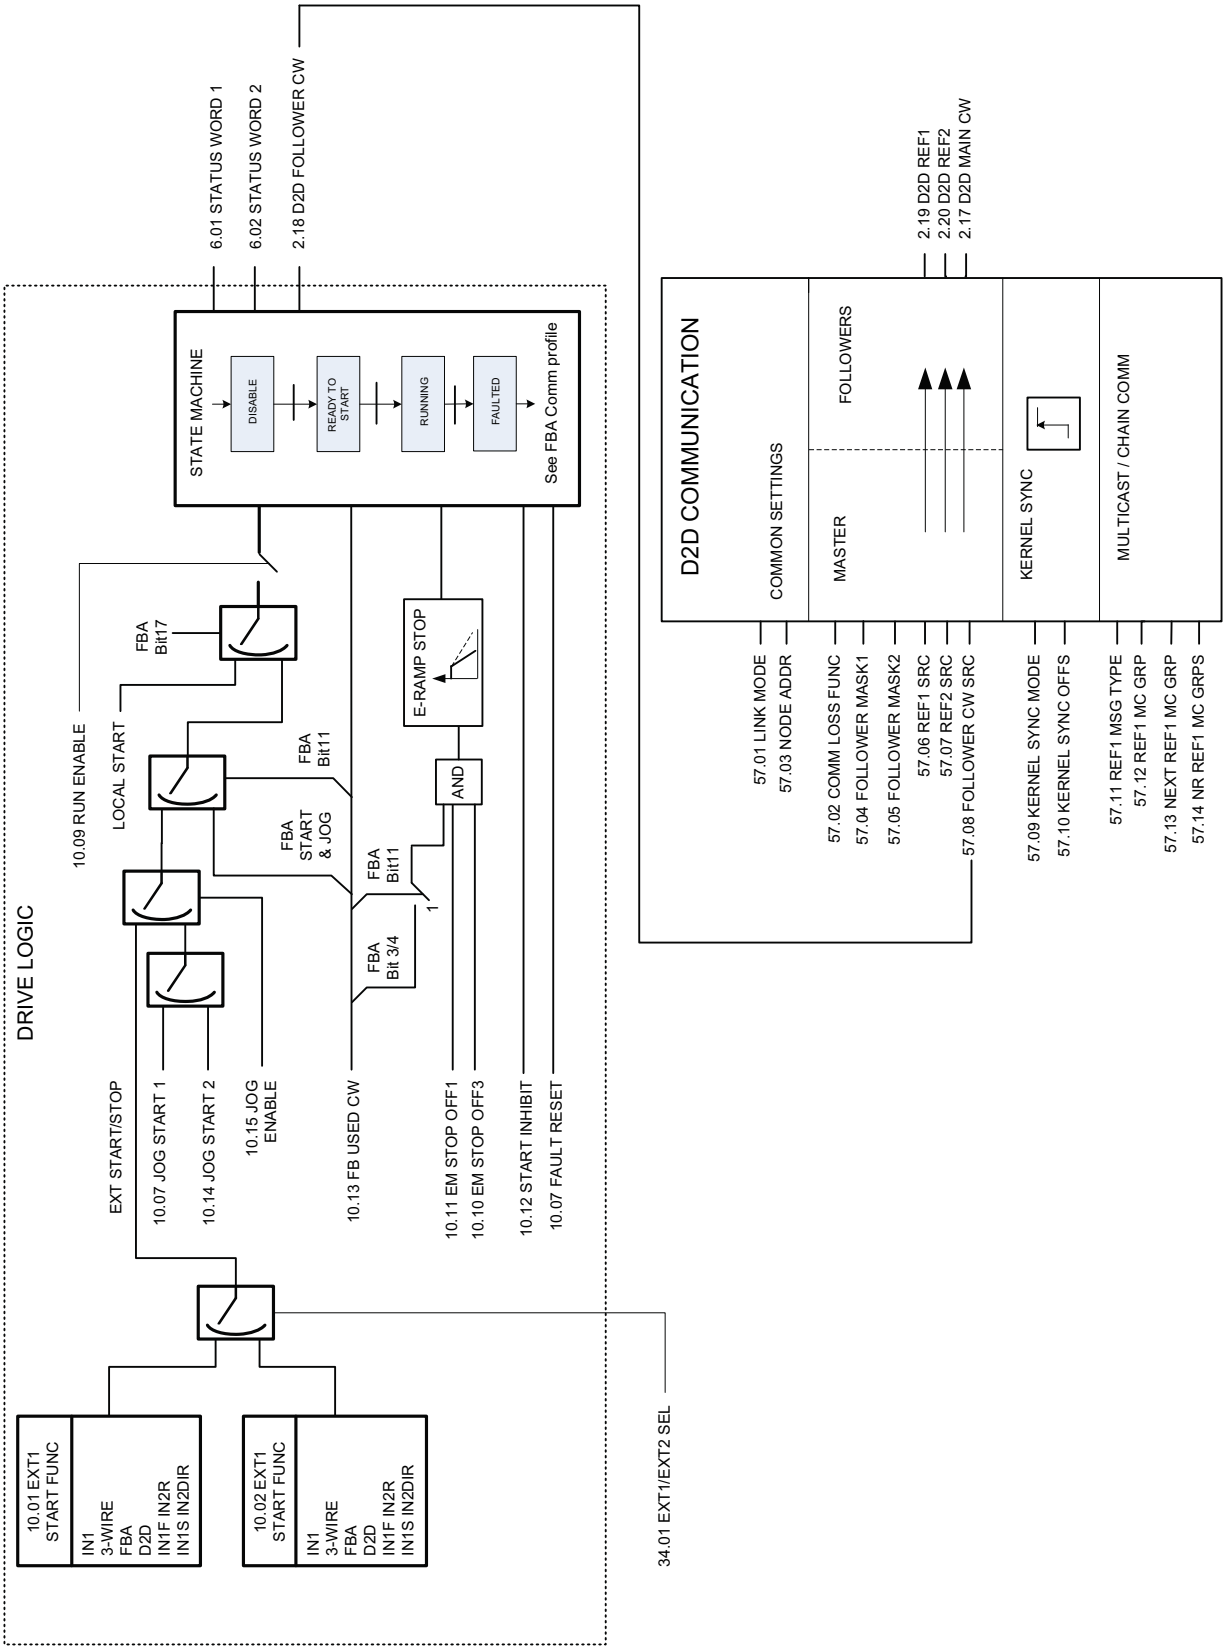 DRIVE LOGIC
10.01 EXT1
START FUNC
IN1
3-WIRE
FBA
D2D
IN1F IN2R
IN1S IN2DIR
10.02 EXT1
START FUNC
IN1
3-WIRE
FBA
D2D
IN1F IN2R
IN1S IN2DIR
34.01 EXT1/EXT2 SEL
EXT START/STOP
10.07 JOG START 1
10.14 JOG START 2
10.15 JOG
ENABLE
10.13 FB USED CW
10.11 EM STOP OFF1
10.10 EM STOP OFF3
10.12 START INHIBIT
10.07 FAULT RESET
10.09 RUN ENABLE
LOCAL START
FBA
Bit17
FBA
Bit11
FBA
START
& JOG
FBA
Bit11
FBA
Bit 3/4
1
AND
E-RAMP STOP
STATE MACHINE
DISABLE
READY TO
START
RUNNING
FAULTED
See FBA Comm profile
6.01 STATUS WORD 1
6.02 STATUS WORD 2
2.18 D2D FOLLOWER CW
D2D COMMUNICATION
COMMON SETTINGS
MASTER
FOLLOWERS
KERNEL SYNC
MULTICAST / CHAIN COMM
57.01 LINK MODE
57.03 NODE ADDR
57.02 COMM LOSS FUNC
57.04 FOLLOWER MASK1
57.05 FOLLOWER MASK2
57.06 REF1 SRC
57.07 REF2 SRC
57.08 FOLLOWER CW SRC
57.09 KERNEL SYNC MODE
57.10 KERNEL SYNC OFFS
57.11 REF1 MSG TYPE
57.12 REF1 MC GRP
57.13 NEXT REF1 MC GRP
57.14 NR REF1 MC GRPS
2.19 D2D REF1
2.20 D2D REF2
2.17 D2D MAIN CW